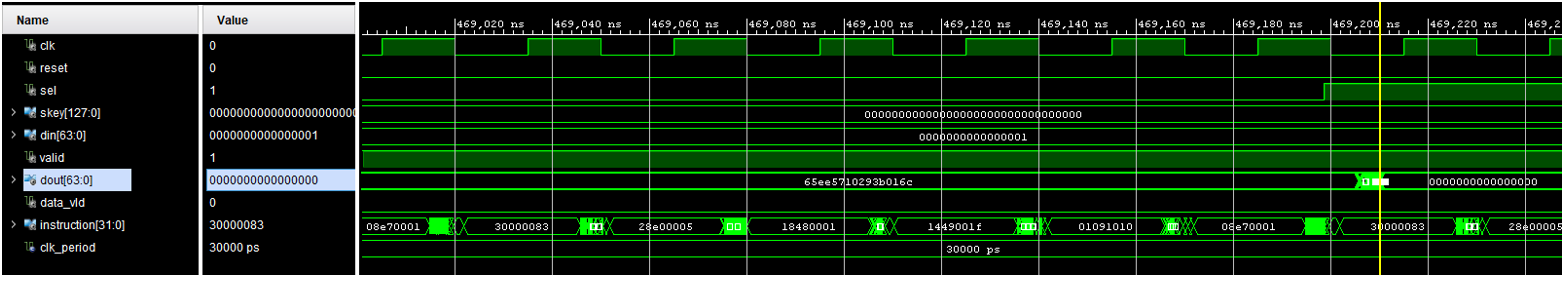 Name Value 469,020 ns 469,040 ns 469,060 ns 469,080 ns 469,100 ns 469,120 ns 469,140 ns 469,160 ns 469,180 ns 469,200 ns 469,220 ns 469,2
clk 0
reset 0
sel 1
skey[127:0] 00000000000000000000000 00000000000000000000000000000000
din[63:0] 0000000000000001 0000000000000001
valid 1
dout[63:0] 0000000000000000 65ee5710293b016c 0000000000000000
data_vld 0
instruction[31:0] 30000083 08e70001 30000083 28e00005 18480001 1449001f 01091010 08e70001 30000083 28e00005
clk_period 30000 ps 30000 ps